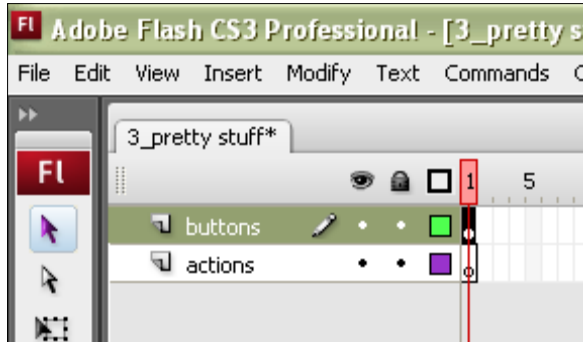 Fl Adobe Flash CS3 Professional - [3_pretty s
File Edit View Insert Modify Text Commands
3_pretty stuff*
Fl 1 5
buttons
actions